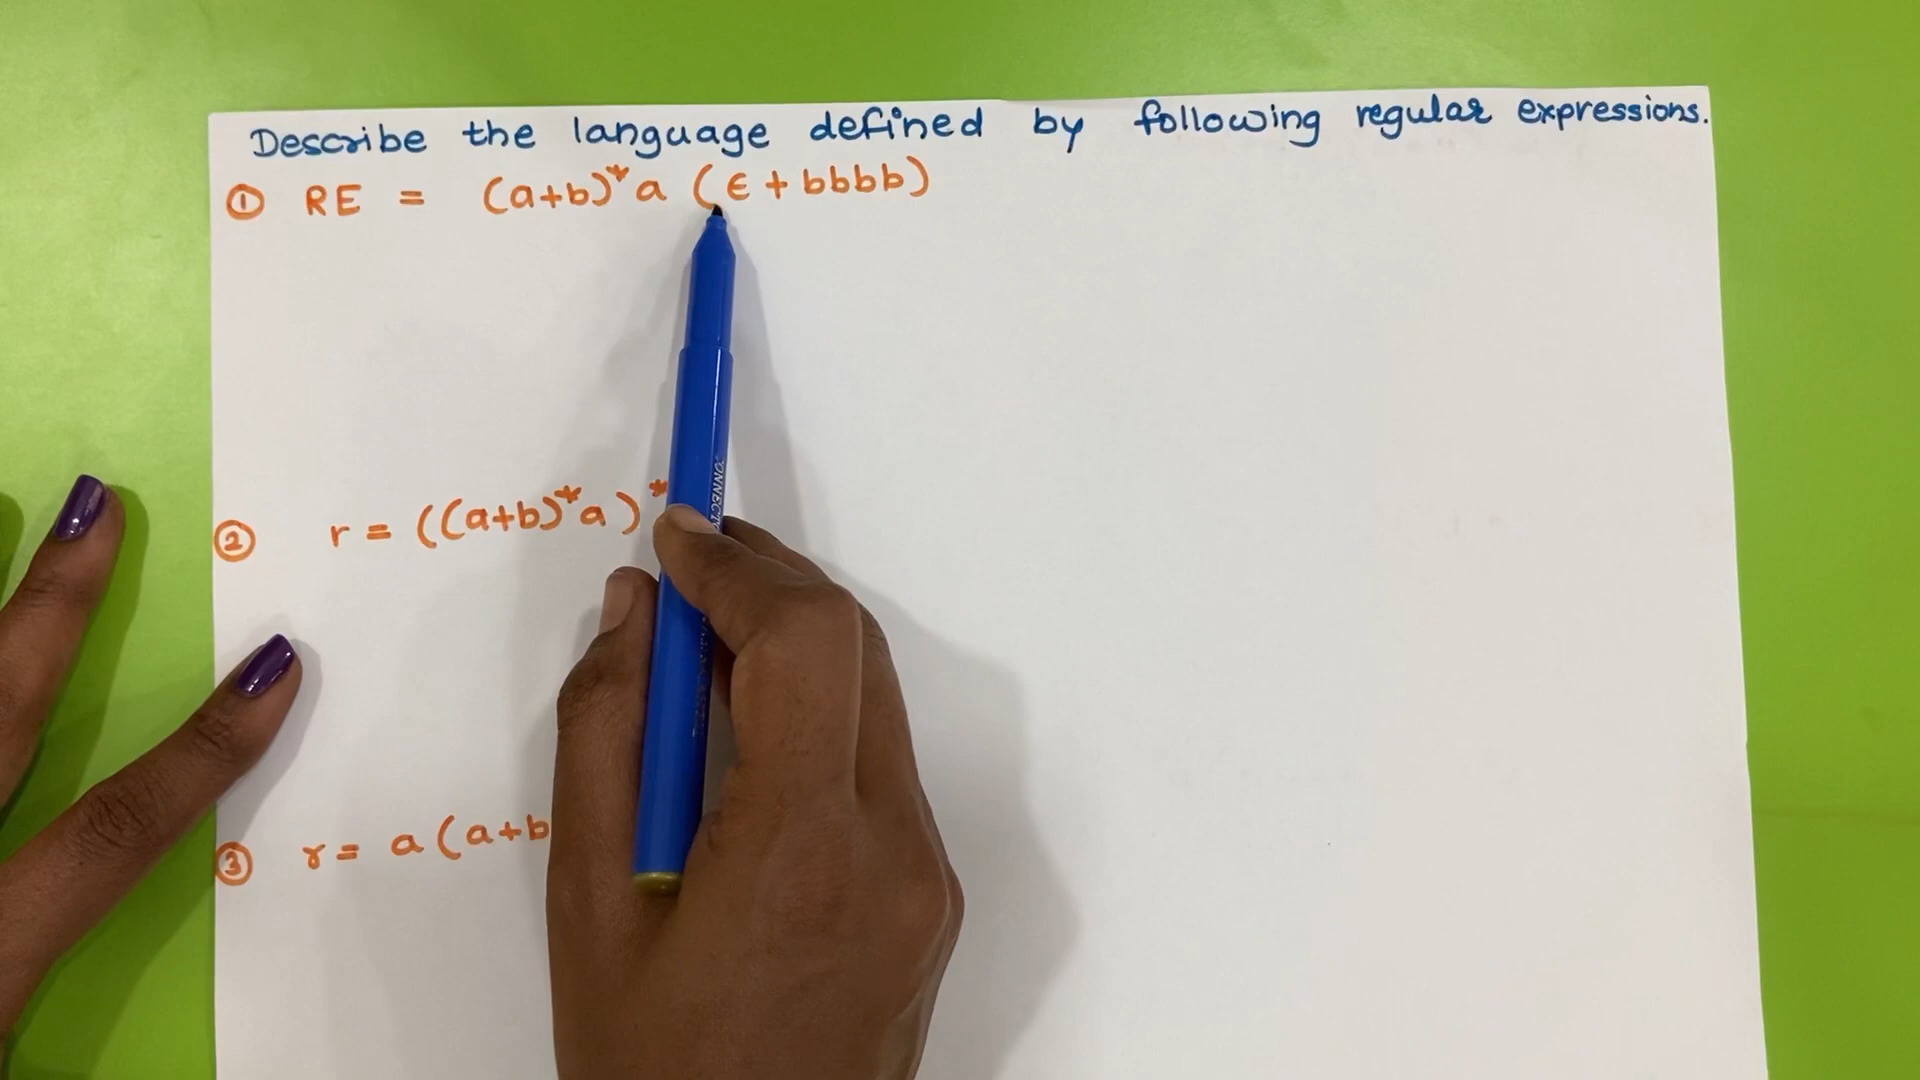 Describe the language defined by following regular expressions.
① RE = (a+b)* a (ε + bbbb)
② r = ((a+b)* a)*
③ r = a (a+b